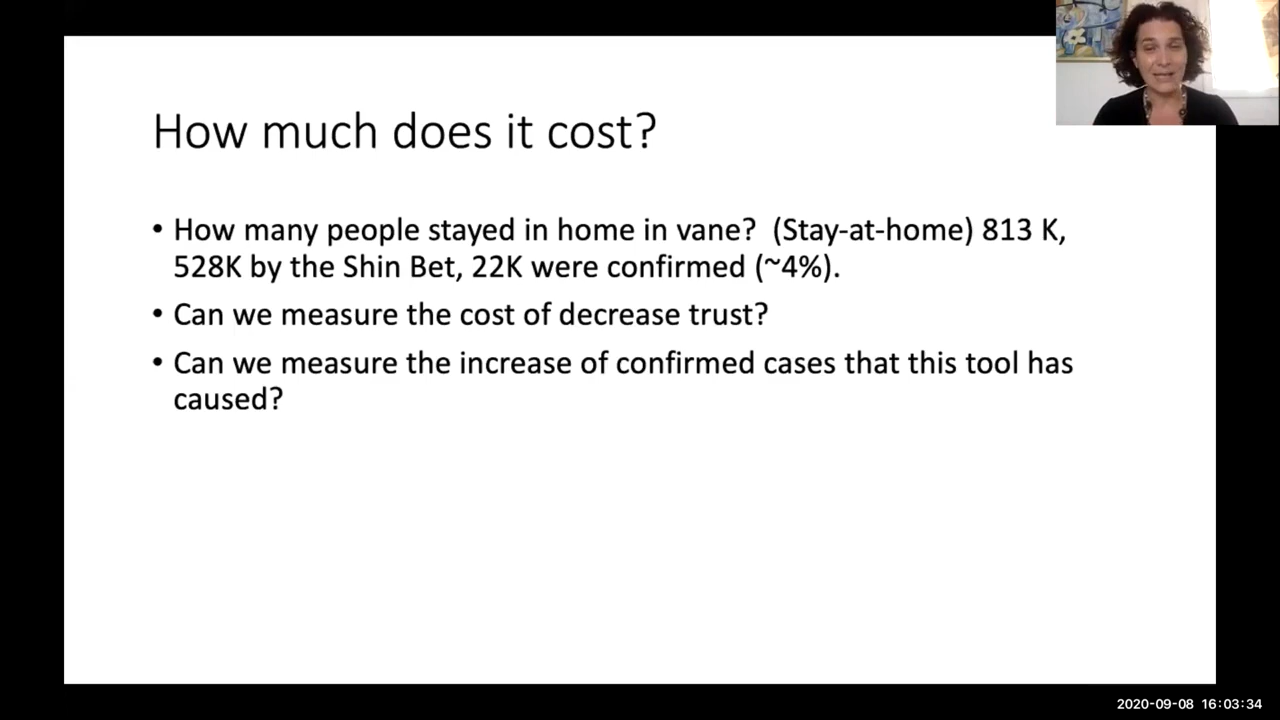 How much does it cost?
• How many people stayed in home in vane?  (Stay-at-home) 813 K,
528K by the Shin Bet, 22K were confirmed (~4%).
• Can we measure the cost of decrease trust?
• Can we measure the increase of confirmed cases that this tool has
caused?
2020-09-08 16:03:34